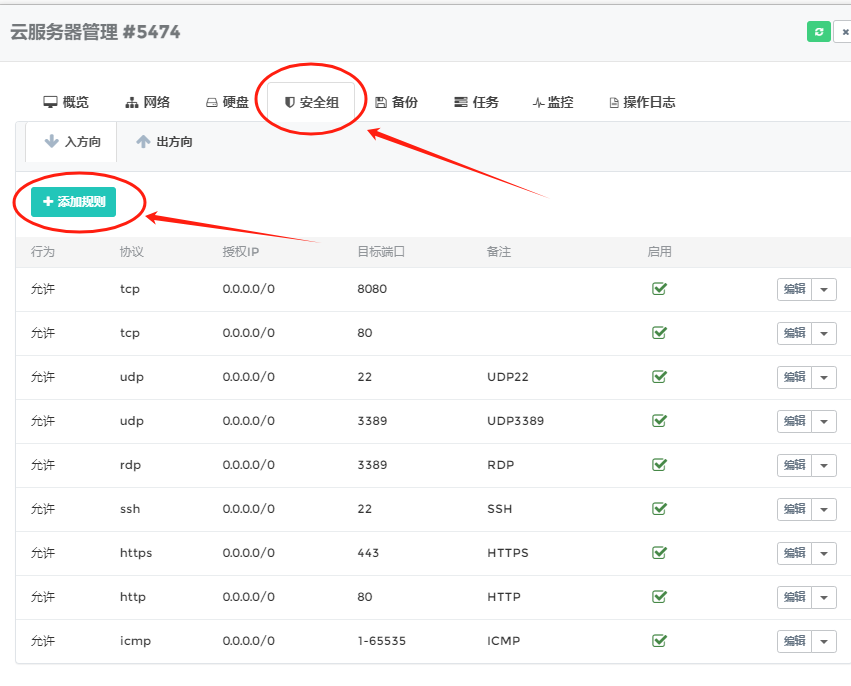 云服务器管理 #5474
概览 网络 硬盘 安全组 备份 任务 监控 操作日志
入方向 出方向
添加规则
行为 协议 授权IP 目标端口 备注 启用
允许 tcp 0.0.0.0/0 8080 编辑
允许 tcp 0.0.0.0/0 80 编辑
允许 udp 0.0.0.0/0 22 UDP22 编辑
允许 udp 0.0.0.0/0 3389 UDP3389 编辑
允许 rdp 0.0.0.0/0 3389 RDP 编辑
允许 ssh 0.0.0.0/0 22 SSH 编辑
允许 https 0.0.0.0/0 443 HTTPS 编辑
允许 http 0.0.0.0/0 80 HTTP 编辑
允许 icmp 0.0.0.0/0 1-65535 ICMP 编辑